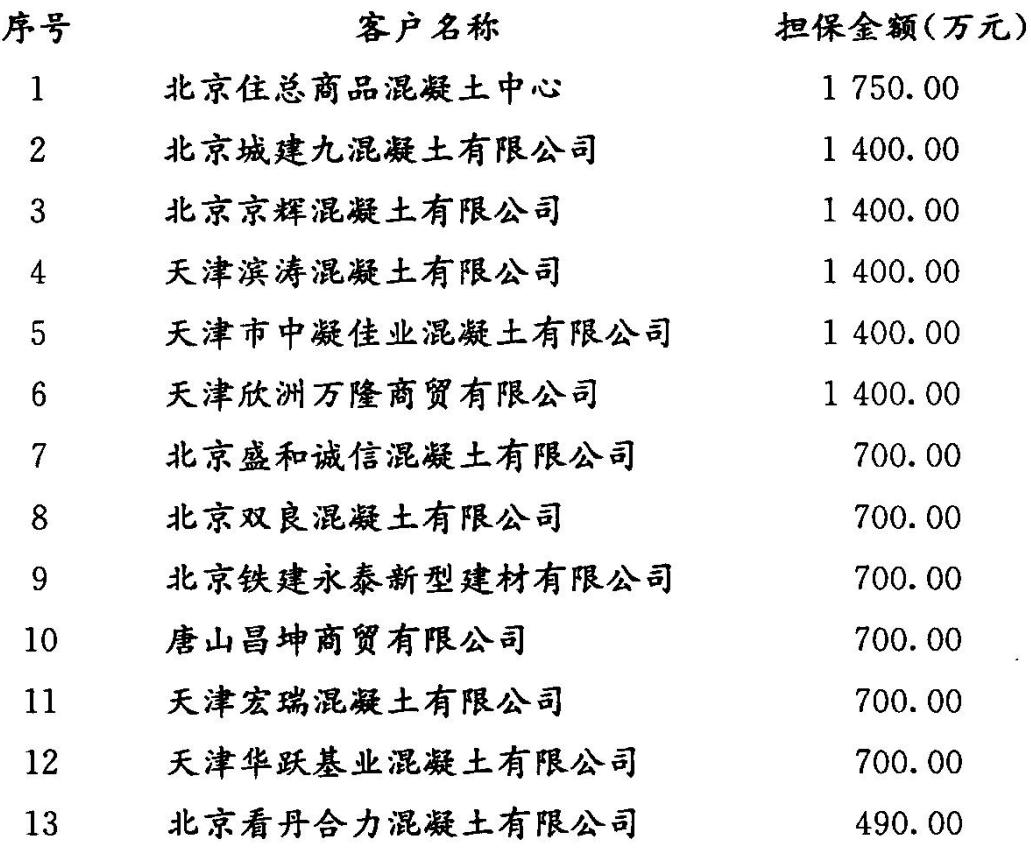 序号 客户名称 担保金额(万元)
1 北京住总商品混凝土中心 1 750.00
2 北京城建九混凝土有限公司 1 400.00
3 北京京辉混凝土有限公司 1 400.00
4 天津滨涛混凝土有限公司 1 400.00
5 天津市中凝佳业混凝土有限公司 1 400.00
6 天津欣洲万隆商贸有限公司 1 400.00
7 北京盛和诚信混凝土有限公司 700.00
8 北京双良混凝土有限公司 700.00
9 北京铁建永泰新型建材有限公司 700.00
10 唐山昌坤商贸有限公司 700.00
11 天津宏瑞混凝土有限公司 700.00
12 天津华跃基业混凝土有限公司 700.00
13 北京看丹合力混凝土有限公司 490.00